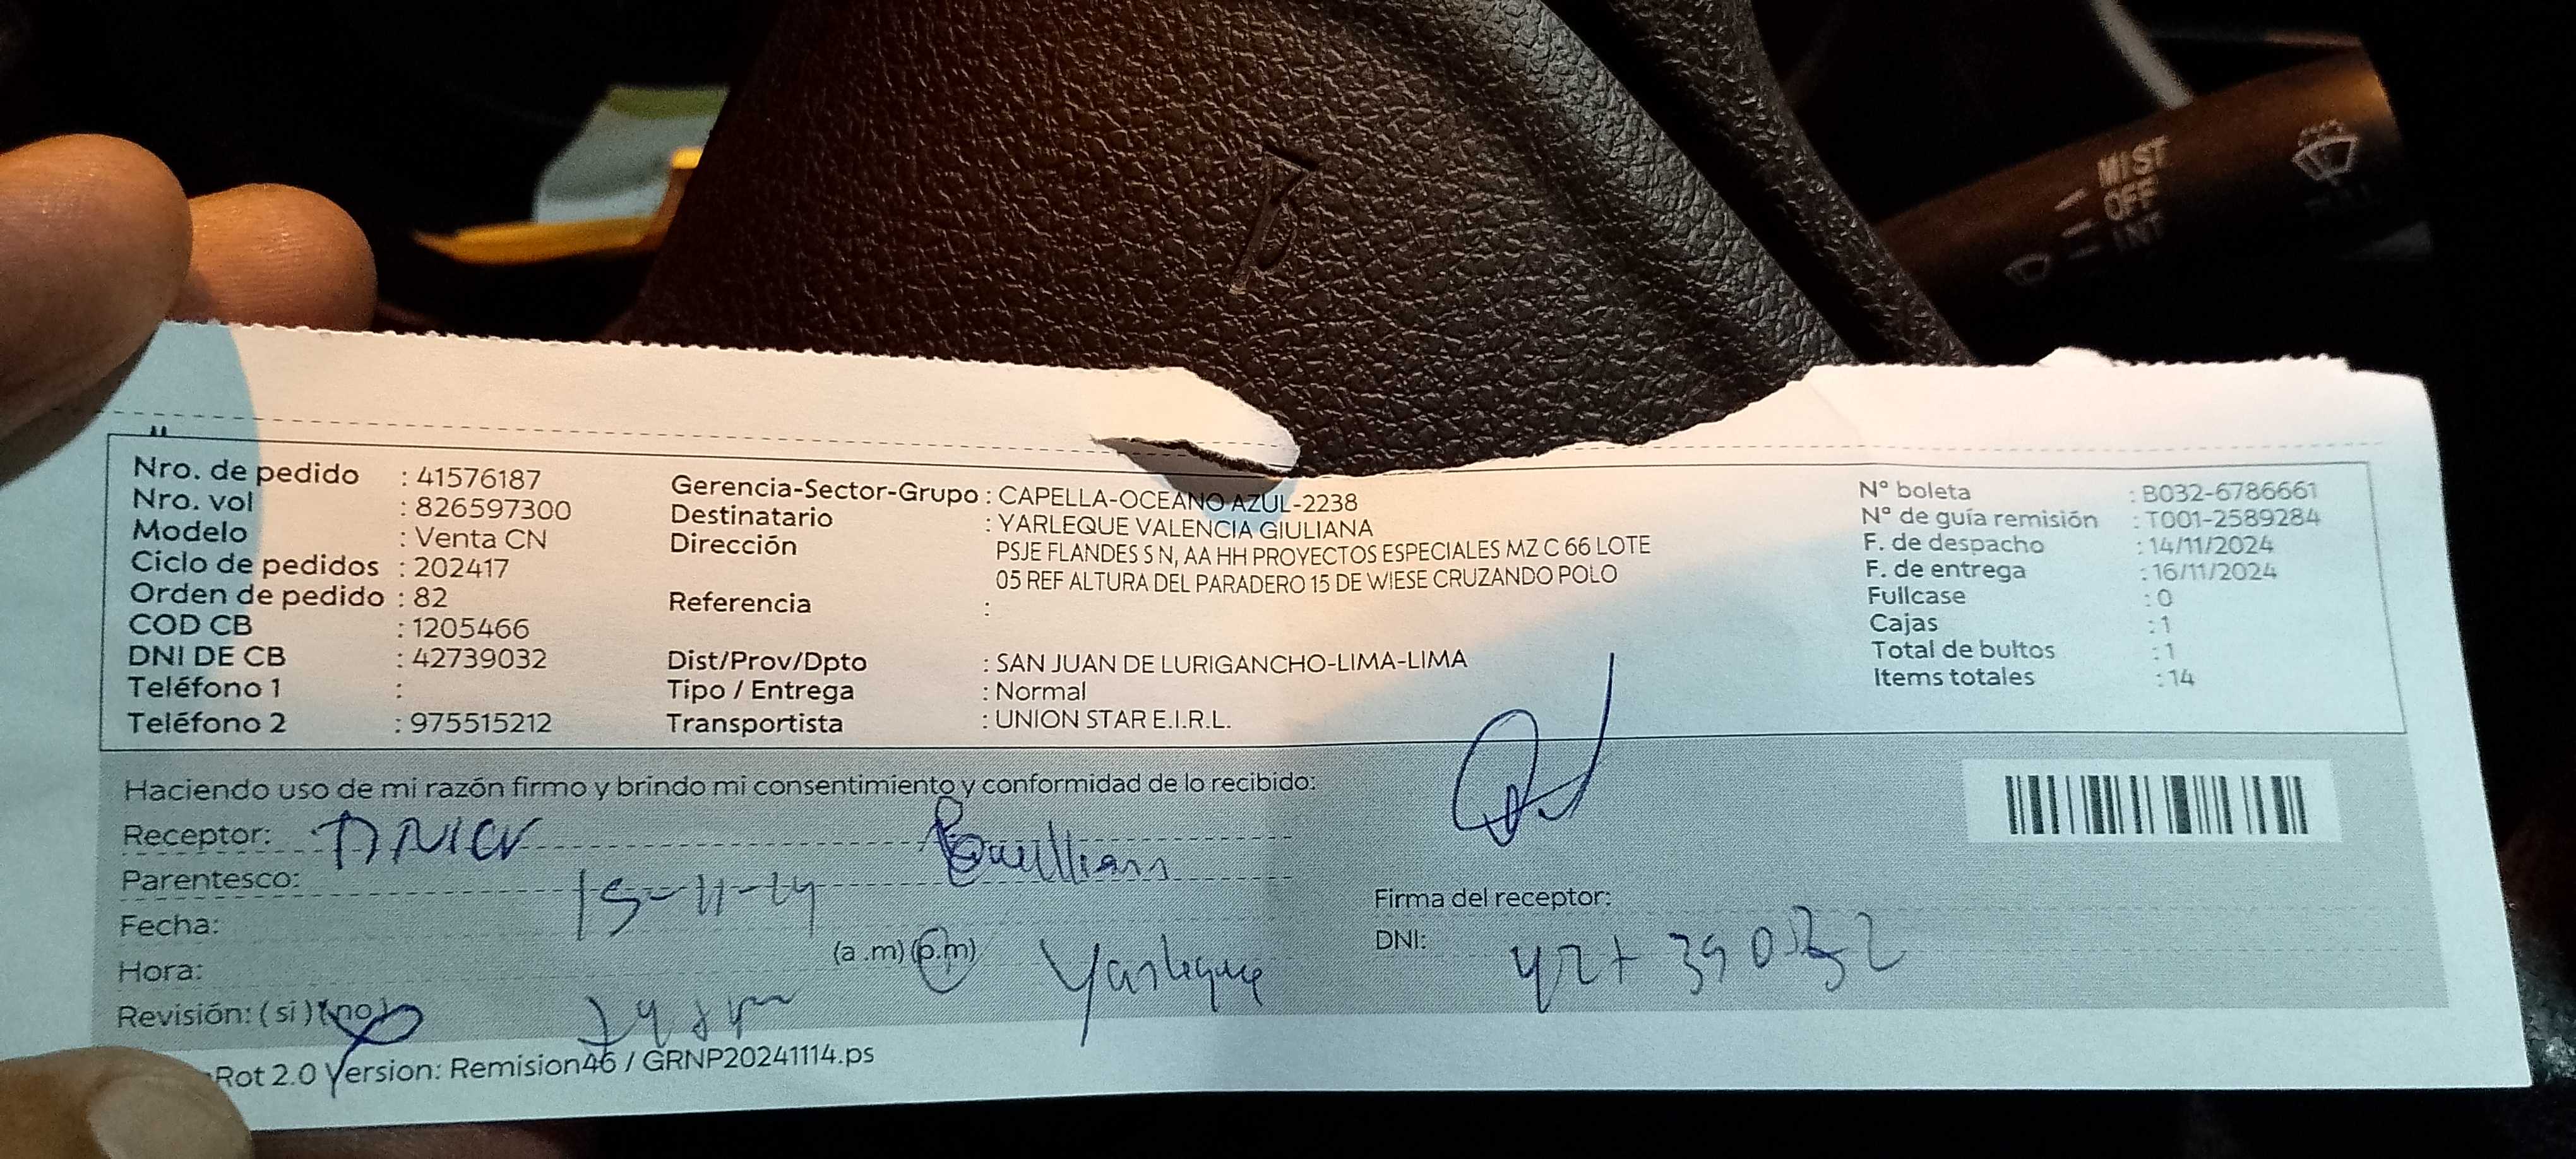 MIST
OFF
INT
Nro. de pedido : 41576187
Nro. vol : 826597300
Modelo : Venta CN
Ciclo de pedidos : 202417
Orden de pedido : 82
COD CB : 1205466
DNI DE CB : 42739032
Teléfono 1 :
Teléfono 2 : 975515212
Gerencia-Sector-Grupo : CAPELLA-OCEANO AZUL-2238
Destinatario : YARLEQUE VALENCIA GIULIANA
Dirección PSJE FLANDES S N, AA HH PROYECTOS ESPECIALES MZ C 66 LOTE
05 REF ALTURA DEL PARADERO 15 DE WIESE CRUZANDO POLO
Referencia :
Dist/Prov/Dpto : SAN JUAN DE LURIGANCHO-LIMA-LIMA
Tipo / Entrega : Normal
Transportista : UNION STAR E.I.R.L.
N° boleta : B032-6786661
N° de guía remisión : T001-2589284
F. de despacho : 14/11/2024
F. de entrega : 16/11/2024
Fullcase : 0
Cajas : 1
Total de bultos : 1
Items totales : 14
Haciendo uso de mi razón firmo y brindo mi consentimiento y conformidad de lo recibido:
Receptor:
Parentesco:
Fecha: 15-11-24
Hora: (a.m) (p.m) Yarleque
Revisión: (si) (no)
Firma del receptor:
DNI:
Rot 2.0 Version: Remision46 / GRNP20241114.ps